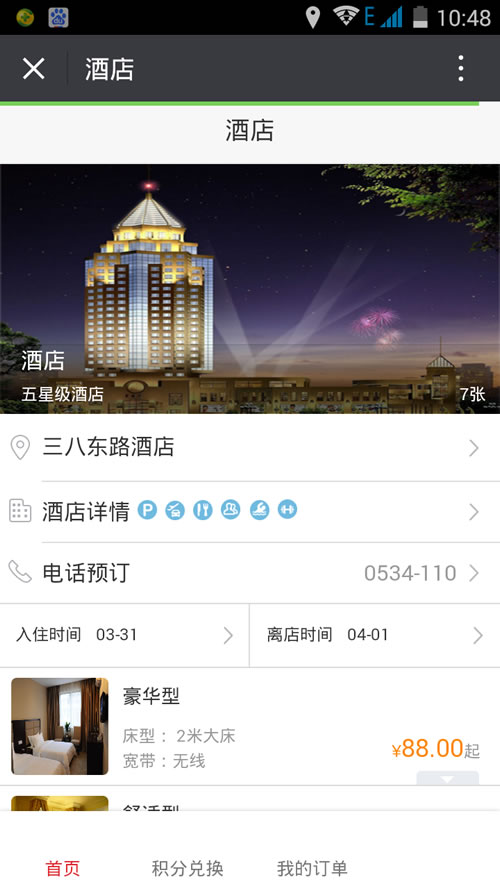 E 10:48
酒店
酒店
酒店
五星级酒店 7张
三八东路酒店
酒店详情 P
电话预订 0534-110
入住时间 03-31 离店时间 04-01
豪华型
床型： 2米大床
宽带：无线
¥88.00起
舒适型
首页 积分兑换 我的订单